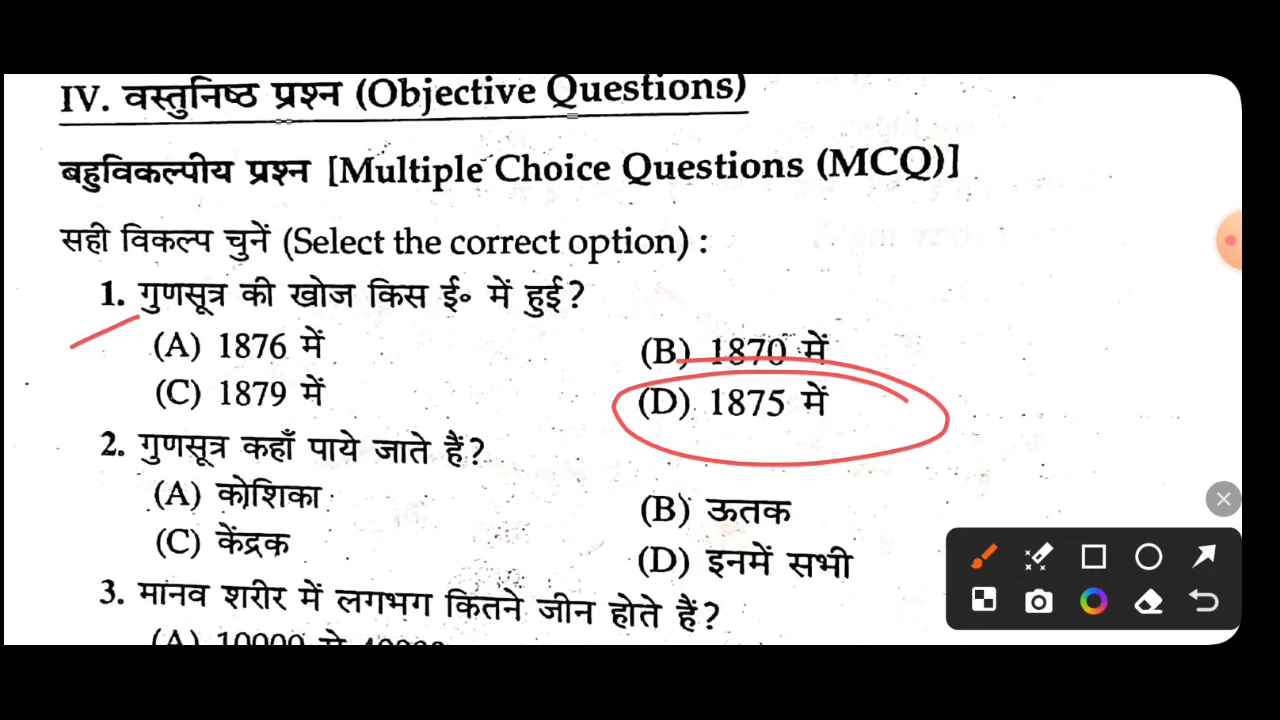 IV. वस्तुनिष्ठ प्रश्न (Objective Questions)
बहुविकल्पीय प्रश्न [Multiple Choice Questions (MCQ)]
सही विकल्प चुनें (Select the correct option) :
1. गुणसूत्र की खोज किस ई॰ में हुई?
(A) 1876 में (B) 1870 में
(C) 1879 में (D) 1875 में
2. गुणसूत्र कहाँ पाये जाते हैं?
(A) कोशिका (B) ऊतक
(C) केंद्रक (D) इनमें सभी
3. मानव शरीर में लगभग कितने जीन होते हैं?
(A)